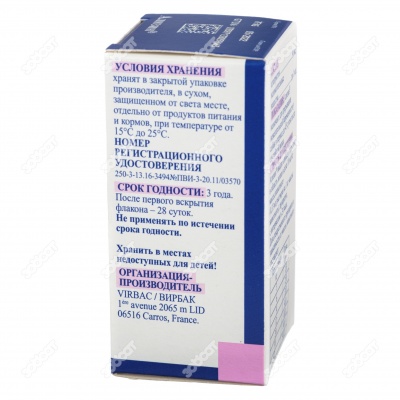 УСЛОВИЯ ХРАНЕНИЯ
хранят в закрытой упаковке
производителя, в сухом,
защищенном от света месте,
отдельно от продуктов питания
и кормов, при температуре от
15°С до 25°С.
НОМЕР
РЕГИСТРАЦИОННОГО
УДОСТОВЕРЕНИЯ
250-3-13.16-3494№ПВИ-3-20.11/03570
СРОК ГОДНОСТИ: 3 года.
После первого вскрытия
флакона – 28 суток.
Не применять по истечении
срока годности.
Хранить в местах
недоступных для детей!
ОРГАНИЗАЦИЯ-
ПРОИЗВОДИТЕЛЬ
VIRBAC / ВИРБАК
1ère avenue 2065 m LID
06516 Carros, France.